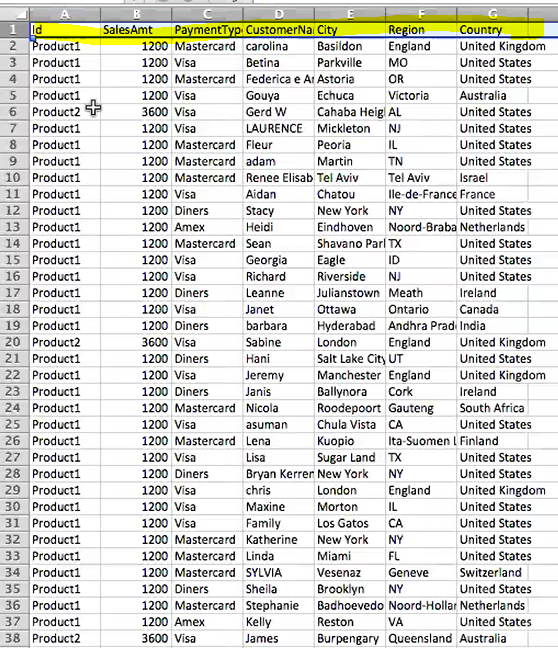 A B C D E F G
1 Id SalesAmt PaymentTyp CustomerNa City Region Country
2 Product1 1200 Mastercard carolina Basildon England United Kingdom
3 Product1 1200 Visa Betina Parkville MO United States
4 Product1 1200 Mastercard Federica e Ar Astoria OR United States
5 Product1 1200 Visa Gouya Echuca Victoria Australia
6 Product2 3600 Visa Gerd W Cahaba Heig AL United States
7 Product1 1200 Visa LAURENCE Mickleton NJ United States
8 Product1 1200 Mastercard Fleur Peoria IL United States
9 Product1 1200 Mastercard adam Martin TN United States
10 Product1 1200 Mastercard Renee Elisab Tel Aviv Tel Aviv Israel
11 Product1 1200 Visa Aidan Chatou Ile-de-France France
12 Product1 1200 Diners Stacy New York NY United States
13 Product1 1200 Amex Heidi Eindhoven Noord-Braba Netherlands
14 Product1 1200 Mastercard Sean Shavano Parl TX United States
15 Product1 1200 Visa Georgia Eagle ID United States
16 Product1 1200 Visa Richard Riverside NJ United States
17 Product1 1200 Diners Leanne Julianstown Meath Ireland
18 Product1 1200 Visa Janet Ottawa Ontario Canada
19 Product1 1200 Diners barbara Hyderabad Andhra Prade India
20 Product2 3600 Visa Sabine London England United Kingdom
21 Product1 1200 Diners Hani Salt Lake City UT United States
22 Product1 1200 Visa Jeremy Manchester England United Kingdom
23 Product1 1200 Diners Janis Ballynora Cork Ireland
24 Product1 1200 Mastercard Nicola Roodepoort Gauteng South Africa
25 Product1 1200 Visa asuman Chula Vista CA United States
26 Product1 1200 Mastercard Lena Kuopio Ita-Suomen L Finland
27 Product1 1200 Visa Lisa Sugar Land TX United States
28 Product1 1200 Diners Bryan Kerren New York NY United States
29 Product1 1200 Visa chris London England United Kingdom
30 Product1 1200 Visa Maxine Morton IL United States
31 Product1 1200 Visa Family Los Gatos CA United States
32 Product1 1200 Mastercard Katherine New York NY United States
33 Product1 1200 Mastercard Linda Miami FL United States
34 Product1 1200 Mastercard SYLVIA Vesenaz Geneve Switzerland
35 Product1 1200 Diners Sheila Brooklyn NY United States
36 Product1 1200 Mastercard Stephanie Badhoevedo Noord-Hollar Netherlands
37 Product1 1200 Amex Kelly Reston VA United States
38 Product2 3600 Visa James Burpengary Queensland Australia